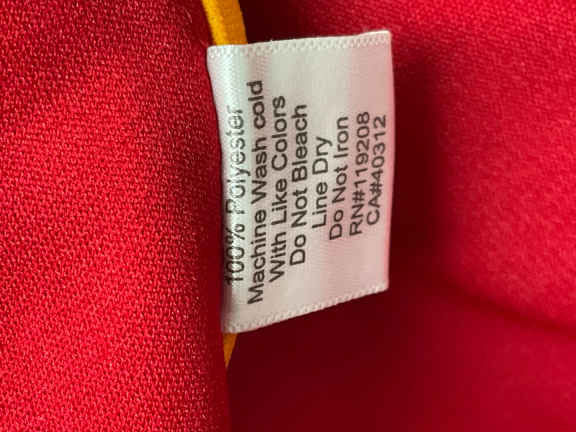 100% Polyester
Machine Wash cold
With Like Colors
Do Not Bleach
Line Dry
Do Not Iron
RN#119208
CA#40312